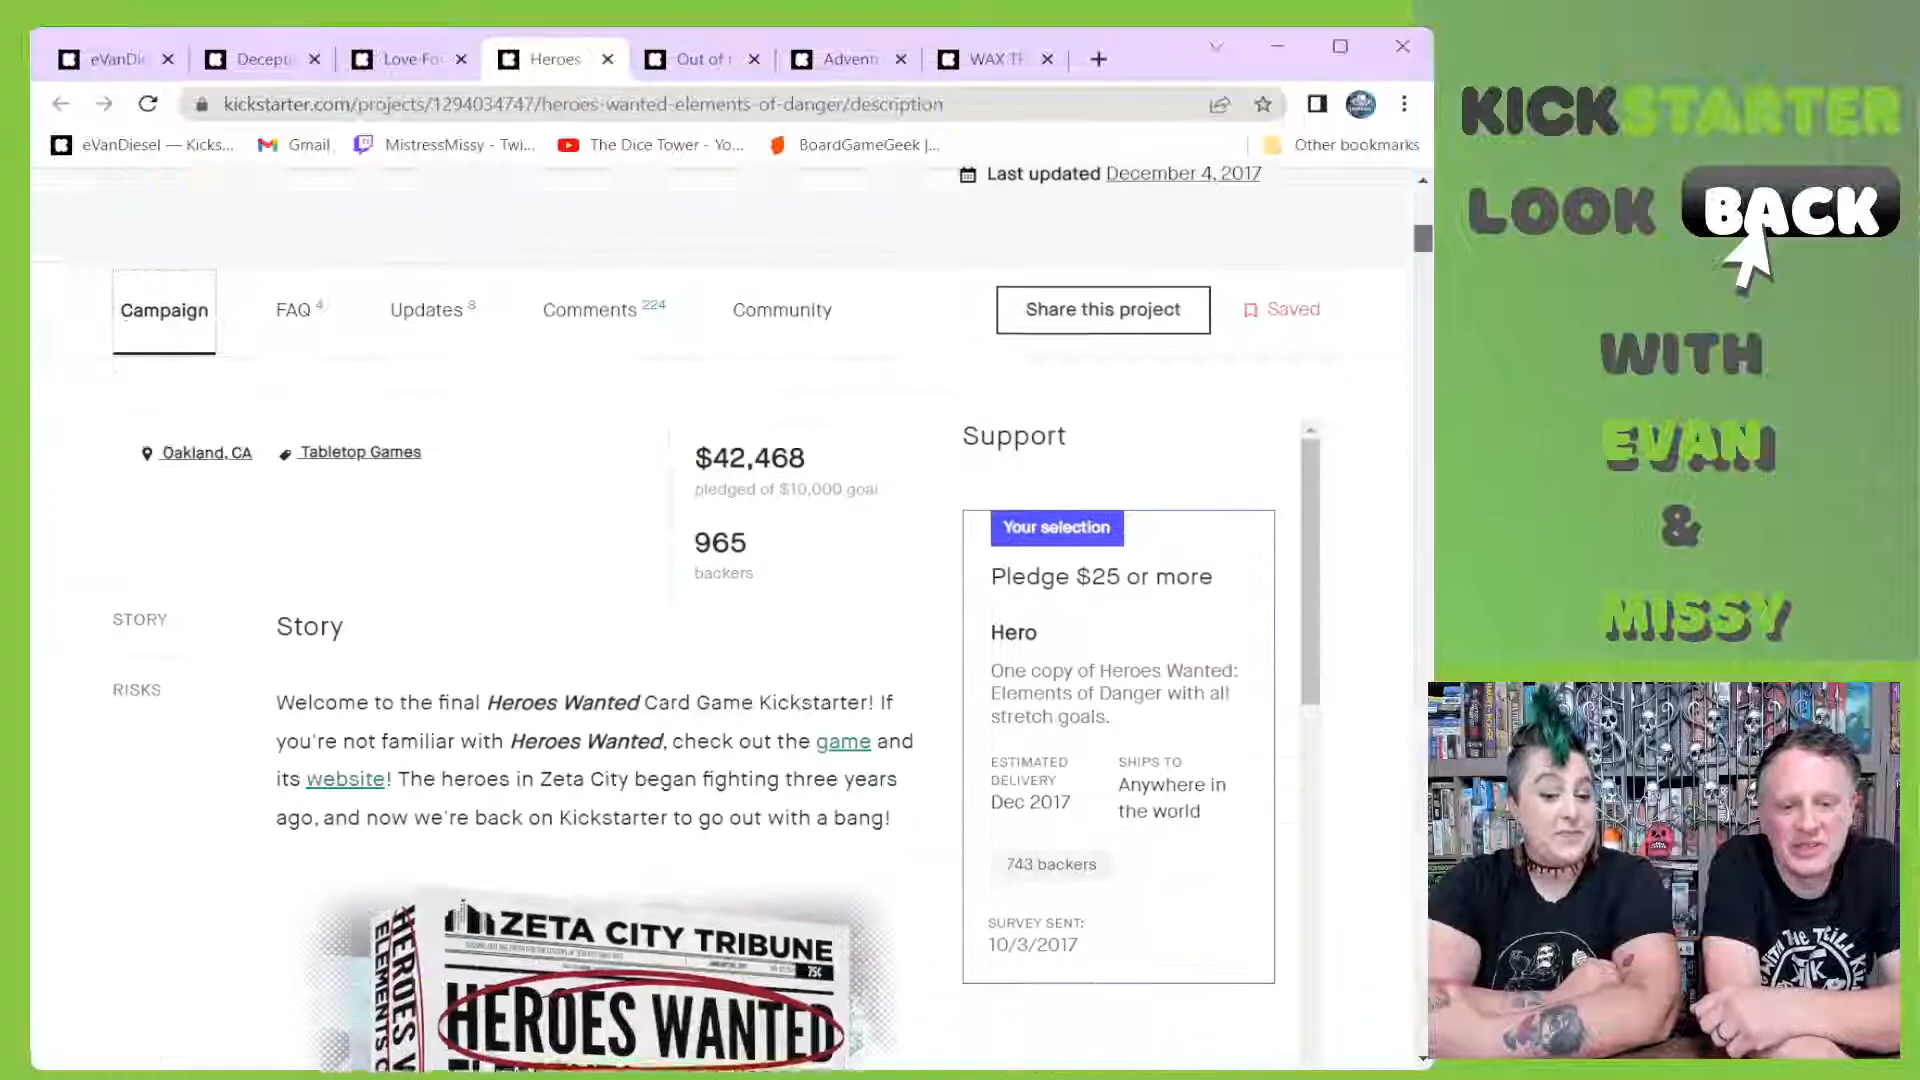 eVanDi
Decept
Love Fo
Heroes
Out of
Advent
WAX T
kickstarter.com/projects/1294034747/heroes-wanted-elements-of-danger/description
eVanDiesel — Kicks...
Gmail
MistressMissy - Twi...
The Dice Tower - Yo...
BoardGameGeek |...
Other bookmarks
Last updated December 4, 2017
Campaign
FAQ 4
Updates 8
Comments 224
Community
Share this project
Saved
Oakland, CA
Tabletop Games
$42,468
pledged of $10,000 goal
965
backers
Support
Your selection
Pledge $25 or more
Hero
One copy of Heroes Wanted:
Elements of Danger with all
stretch goals.
ESTIMATED
DELIVERY
Dec 2017
SHIPS TO
Anywhere in
the world
743 backers
SURVEY SENT:
10/3/2017
STORY
RISKS
Story
Welcome to the final Heroes Wanted Card Game Kickstarter! If
you're not familiar with Heroes Wanted, check out the game and
its website! The heroes in Zeta City began fighting three years
ago, and now we're back on Kickstarter to go out with a bang!
ZETA CITY TRIBUNE
75¢
HEROES WANTED
HEROES W
ELEMENTS O
KICKSTARTER
LOOK BACK
WITH
EVAN
&
MISSY